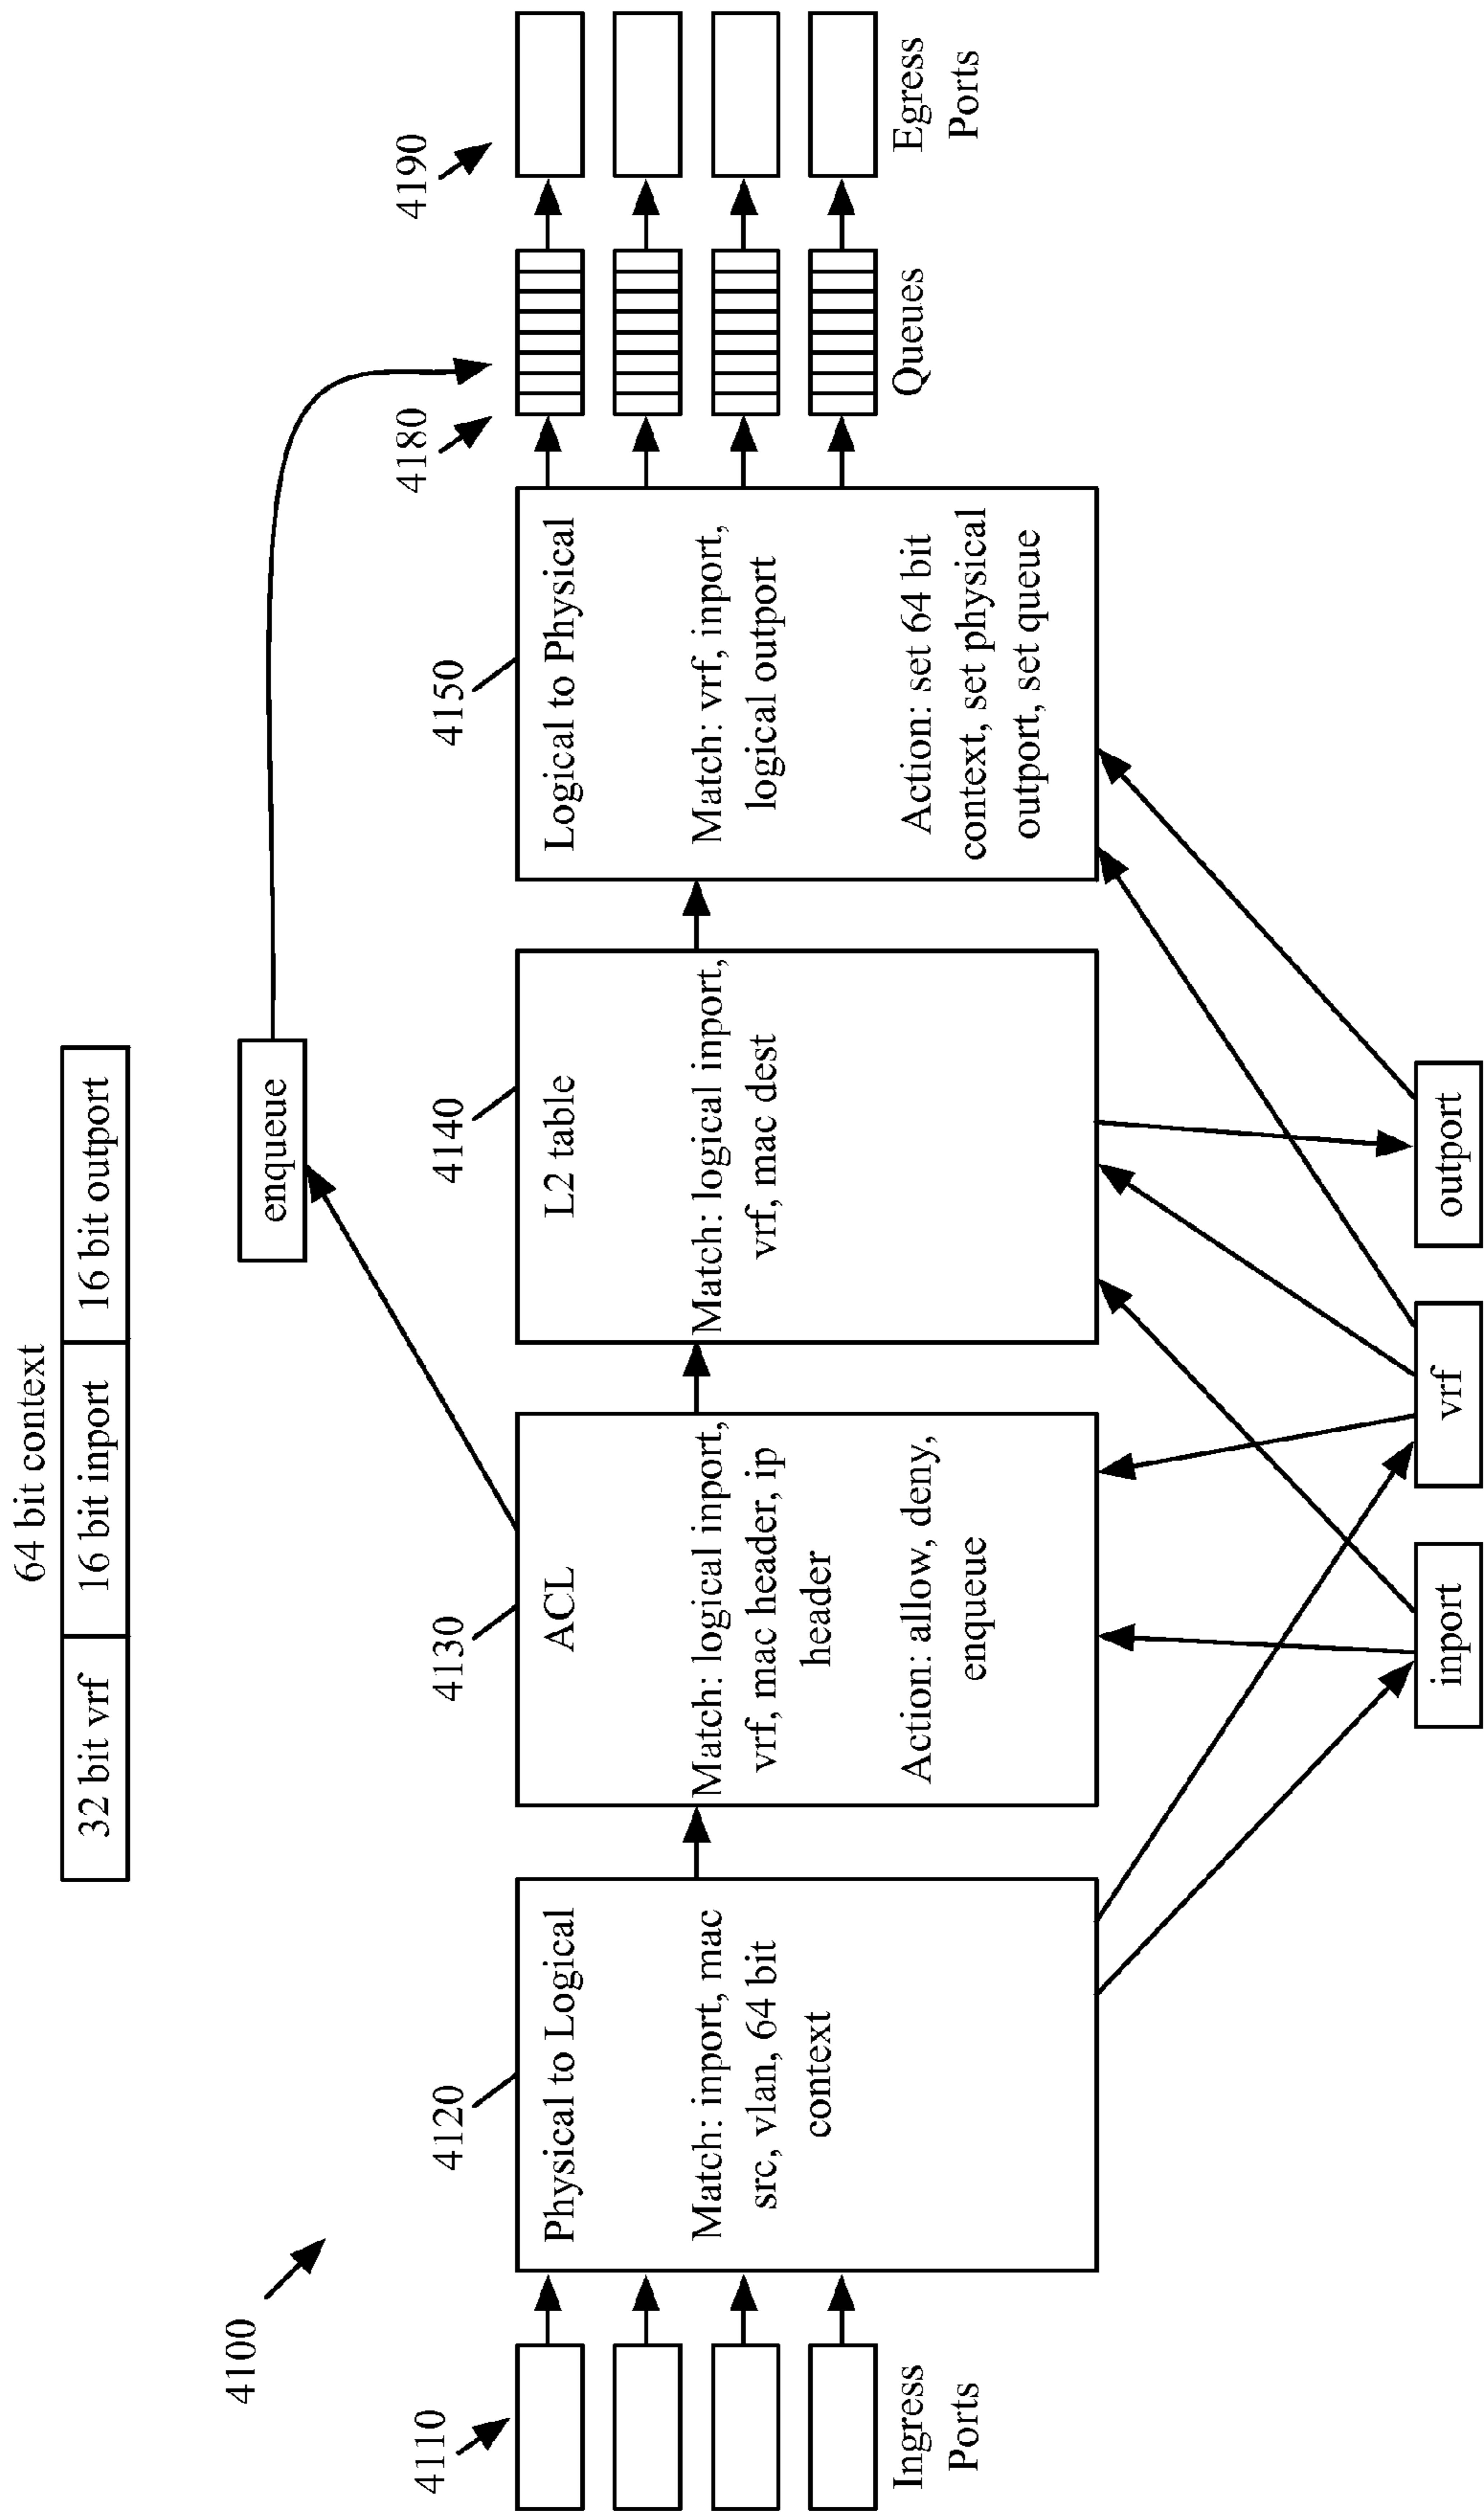 64 bit context
32 bit vrf
16 bit inport
16 bit outport
4100
enqueue
4110
4120
4130
4140
4150
4180
4190
Physical to Logical
Match: inport, mac
src, vlan, 64 bit
context
ACL
Match: logical inport,
vrf, mac header, ip
header
Action: allow, deny,
enqueue
L2 table
Match: logical inport,
vrf, mac dest
Logical to Physical
Match: vrf, inport,
logical outport
Action: set 64 bit
context, set physical
outport, set queue
Ingress
Ports
Queues
Egress
Ports
inport
vrf
outport